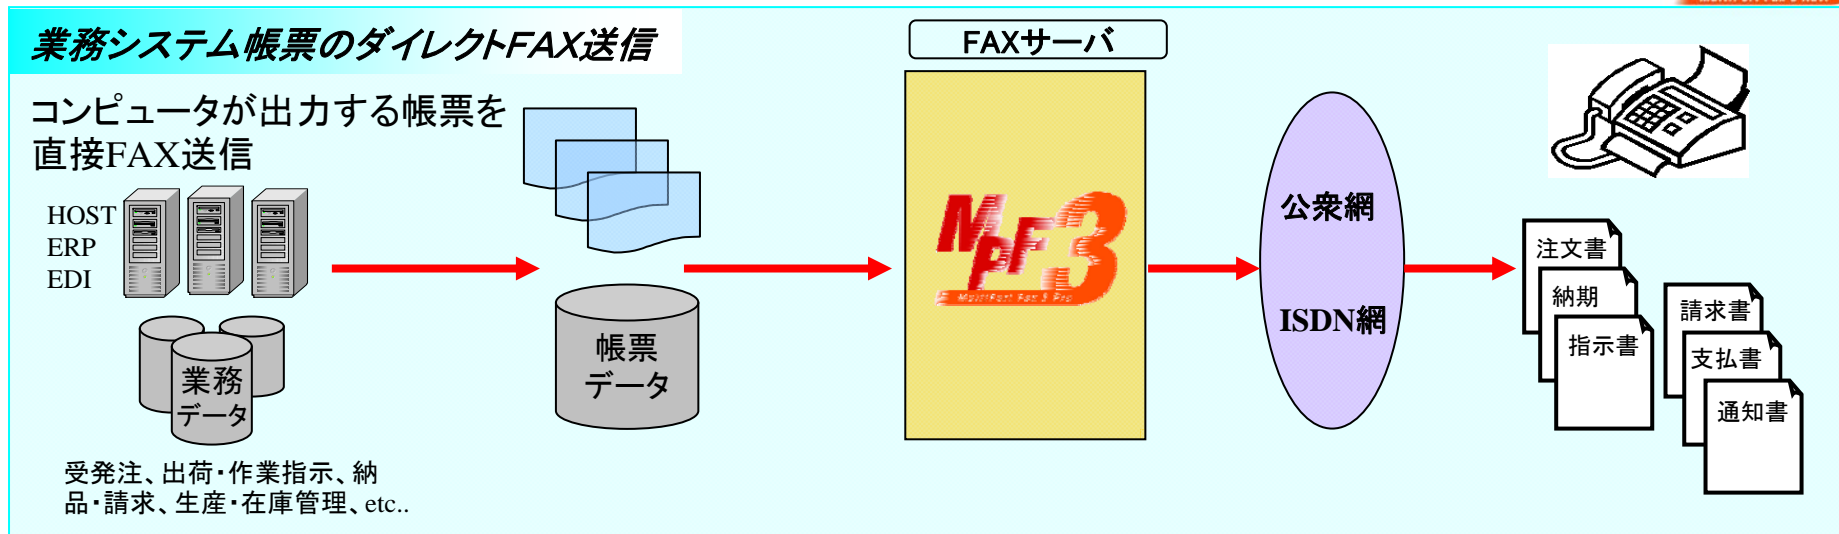 業務システム帳票のダイレクトFAX送信
コンピュータが出力する帳票を
直接FAX送信
HOST
ERP
EDI
業務
データ
受発注、出荷・作業指示、納
品・請求、生産・在庫管理、etc..
帳票
データ
FAXサーバ
MPF3
MultiPort Fax 3 Pro
公衆網
ISDN網
注文書
納期
指示書
請求書
支払書
通知書